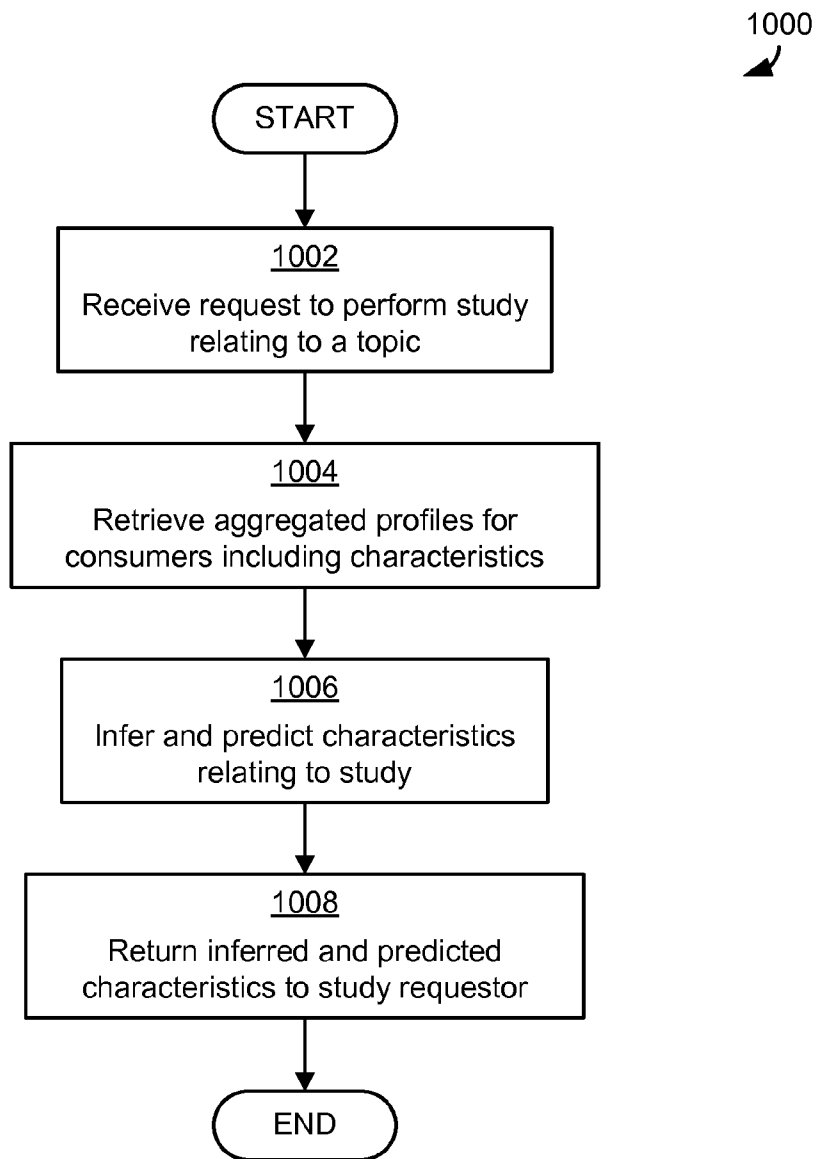 1000
START
1002
Receive request to perform study
relating to a topic
1004
Retrieve aggregated profiles for
consumers including characteristics
1006
Infer and predict characteristics
relating to study
1008
Return inferred and predicted
characteristics to study requestor
END